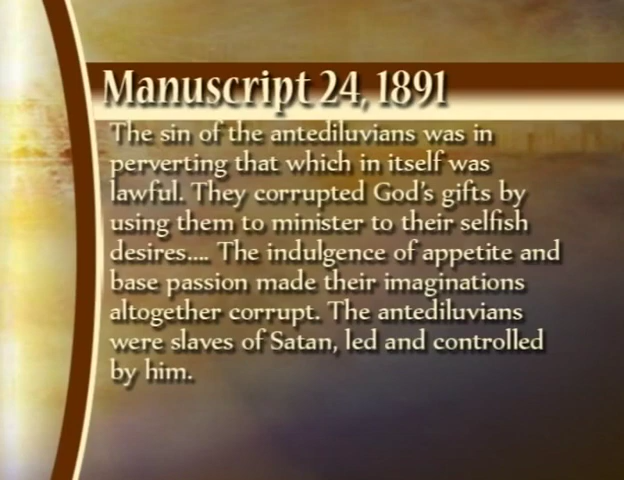 Manuscript 24, 1891
The sin of the antediluvians was in
perverting that which in itself was
lawful. They corrupted God's gifts by
using them to minister to their selfish
desires.... The indulgence of appetite and
base passion made their imaginations
altogether corrupt. The antediluvians
were slaves of Satan, led and controlled
by him.